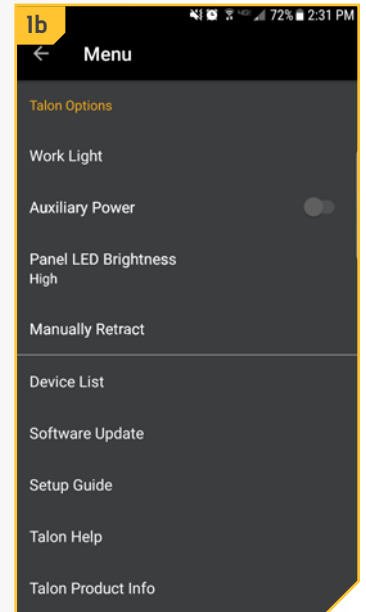 1b
72% 2:31 PM
Menu
Talon Options
Work Light
Auxiliary Power
Panel LED Brightness
High
Manually Retract
Device List
Software Update
Setup Guide
Talon Help
Talon Product Info